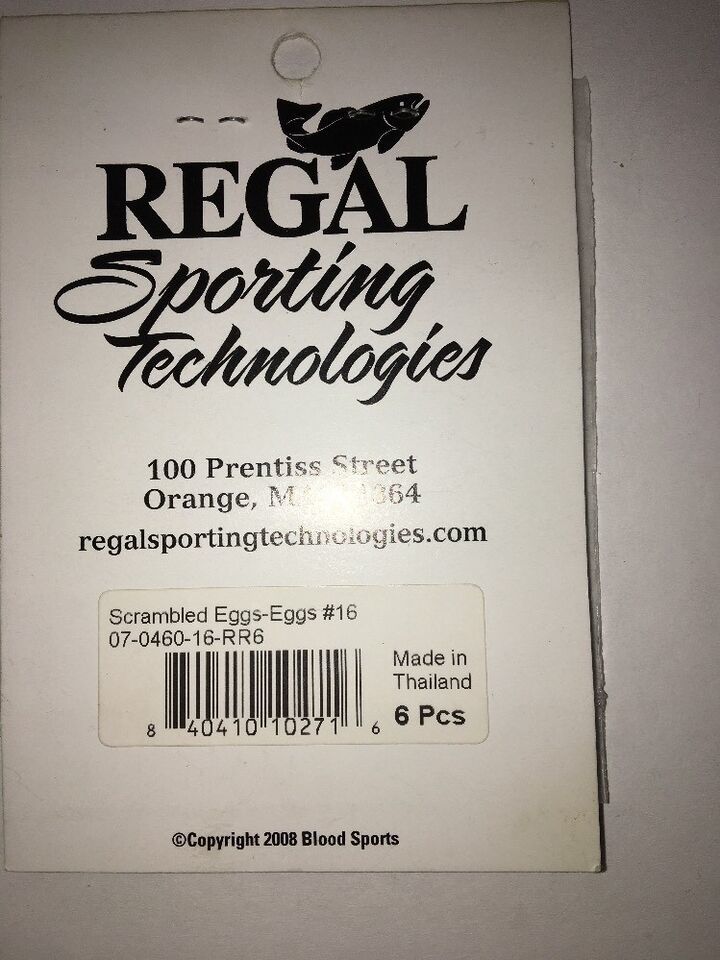 REGAL
Sporting
Technologies
100 Prentiss Street
Orange,
regalsportingtechnologies.com
Scrambled Eggs-Eggs #16
07-0460-16-RR6
Made in
Thailand
6 Pcs
8 40410 10271 6
©Copyright 2008 Blood Sports